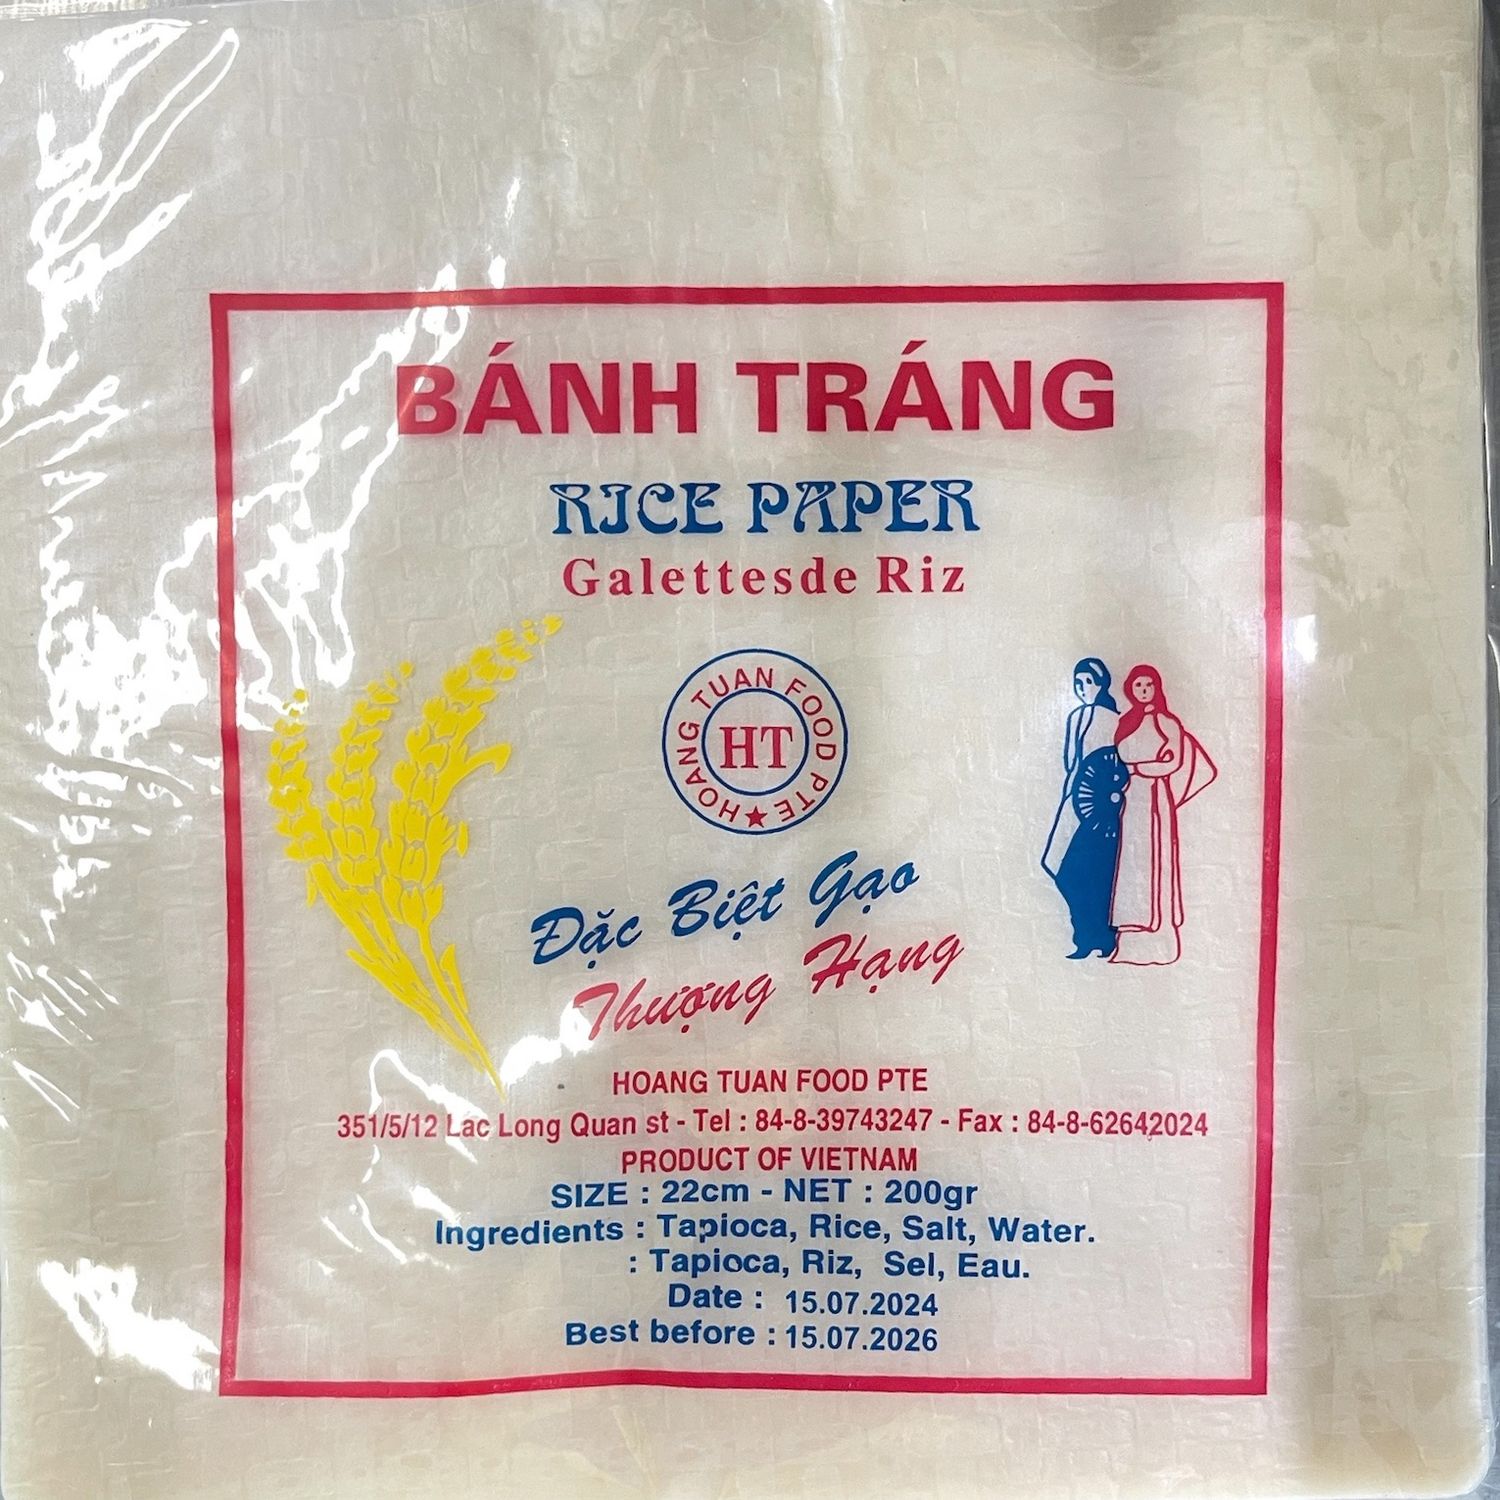 BÁNH TRÁNG
RICE PAPER
Galettesde Riz
HOANG TUAN FOOD PTE
HT
Đặc Biệt Gạo
Thượng Hạng
HOANG TUAN FOOD PTE
351/5/12 Lac Long Quan st - Tel : 84-8-39743247 - Fax : 84-8-62642024
PRODUCT OF VIETNAM
SIZE : 22cm - NET : 200gr
Ingredients : Tapioca, Rice, Salt, Water.
: Tapioca, Riz, Sel, Eau.
Date : 15.07.2024
Best before : 15.07.2026